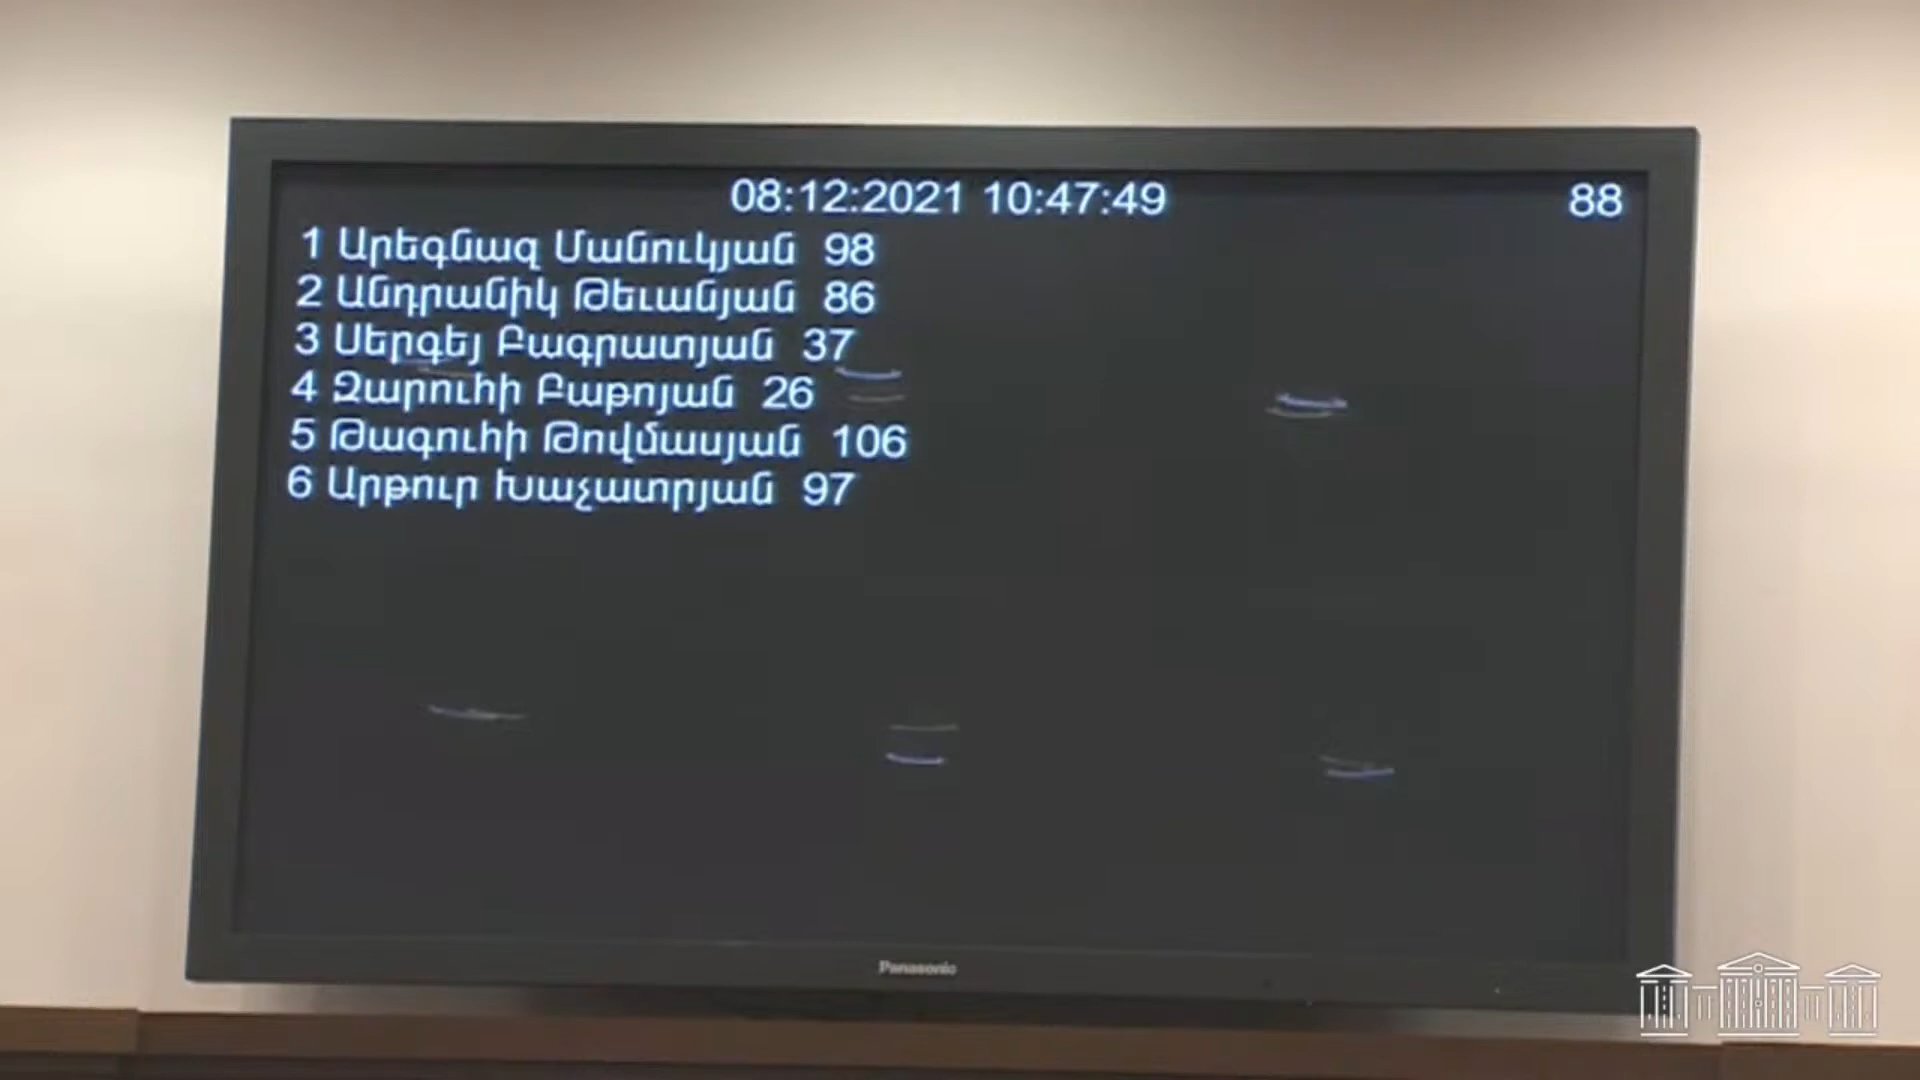 08:12:2021 10:47:49 88
1 Արեգնազ Մանուկյան 98
2 Անդրանիկ Թեւանյան 86
3 Սերգեյ Բագրատյան 37
4 Զարուհի Բաթոյան 26
5 Թագուհի Թովմասյան 106
6 Արթուր Խաչատրյան 97
Panasonic